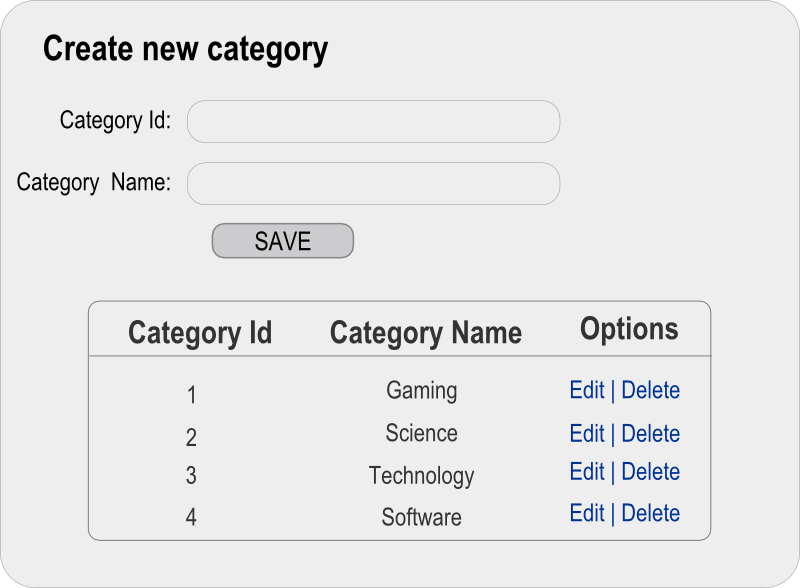 Create new category
Category Id:
Category  Name:
SAVE
Category Id Category Name Options
1 Gaming Edit | Delete
2 Science Edit | Delete
3 Technology Edit | Delete
4 Software Edit | Delete